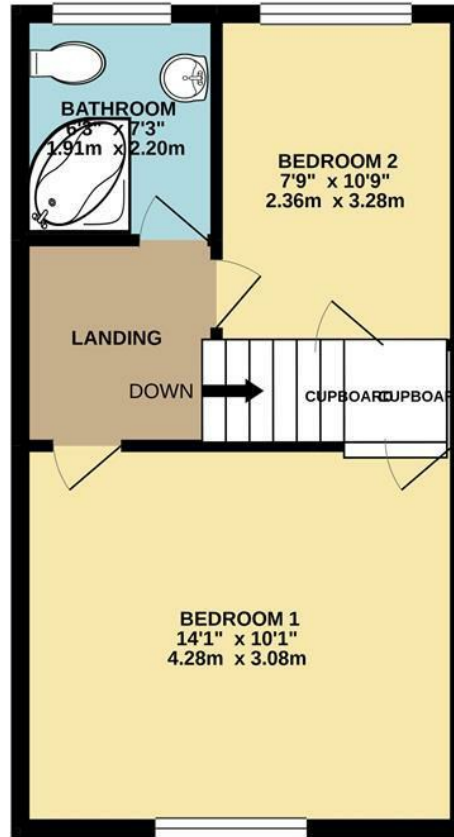 BATHROOM
6'3" x 7'3"
1.91m x 2.20m
BEDROOM 2
7'9" x 10'9"
2.36m x 3.28m
LANDING
DOWN
CUPBOARD
CUPBOAR
BEDROOM 1
14'1" x 10'1"
4.28m x 3.08m